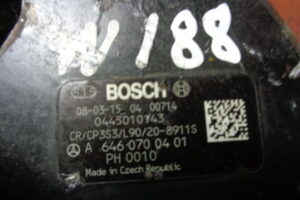 N 188
BOSCH
08-03-15 04 00714
0445010143
CR/CP3S3/L90/20-8911S
A 646 070 04 01
PH 0010
Made in Czech Republic